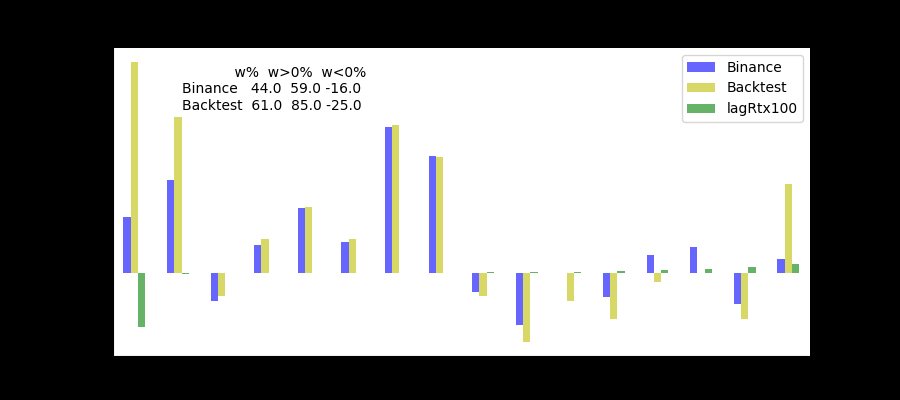 w% w>0% w<0%
Binance 44.0 59.0 -16.0
Backtest 61.0 85.0 -25.0
Binance
Backtest
lagRtx100